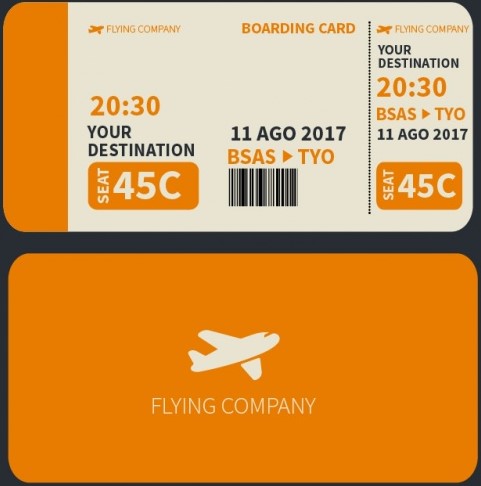 FLYING COMPANY
BOARDING CARD
20:30
YOUR
DESTINATION
SEAT 45C
11 AGO 2017
BSAS TYO
FLYING COMPANY
YOUR
DESTINATION
20:30
BSAS TYO
11 AGO 2017
SEAT 45C
FLYING COMPANY